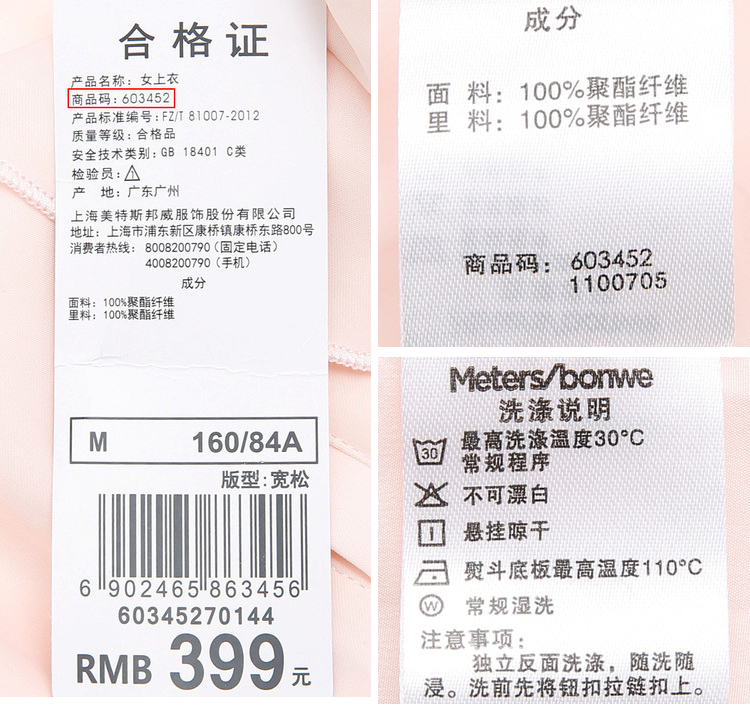 合格证
产品名称：女上衣
商品码：603452
产品标准编号：FZ/T 81007-2012
质量等级：合格品
安全技术类别：GB 18401 C类
检验员：1
产 地：广东广州
上海美特斯邦威服饰股份有限公司
地址：上海市浦东新区康桥镇康桥东路800号
消费者热线：8008200790（固定电话）
4008200790（手机）
成分
面料：100%聚酯纤维
里料：100%聚酯纤维
M 160/84A
版型：宽松
6 902465 863456
60345270144
RMB 399元
成分
面 料：100%聚酯纤维
里 料：100%聚酯纤维
商品码：603452
1100705
Meters/bonwe
洗涤说明
30 最高洗涤温度30°C
常规程序
不可漂白
悬挂晾干
熨斗底板最高温度110°C
W 常规湿洗
注意事项：
独立反面洗涤，随洗随
浸。洗前先将钮扣拉链扣上。